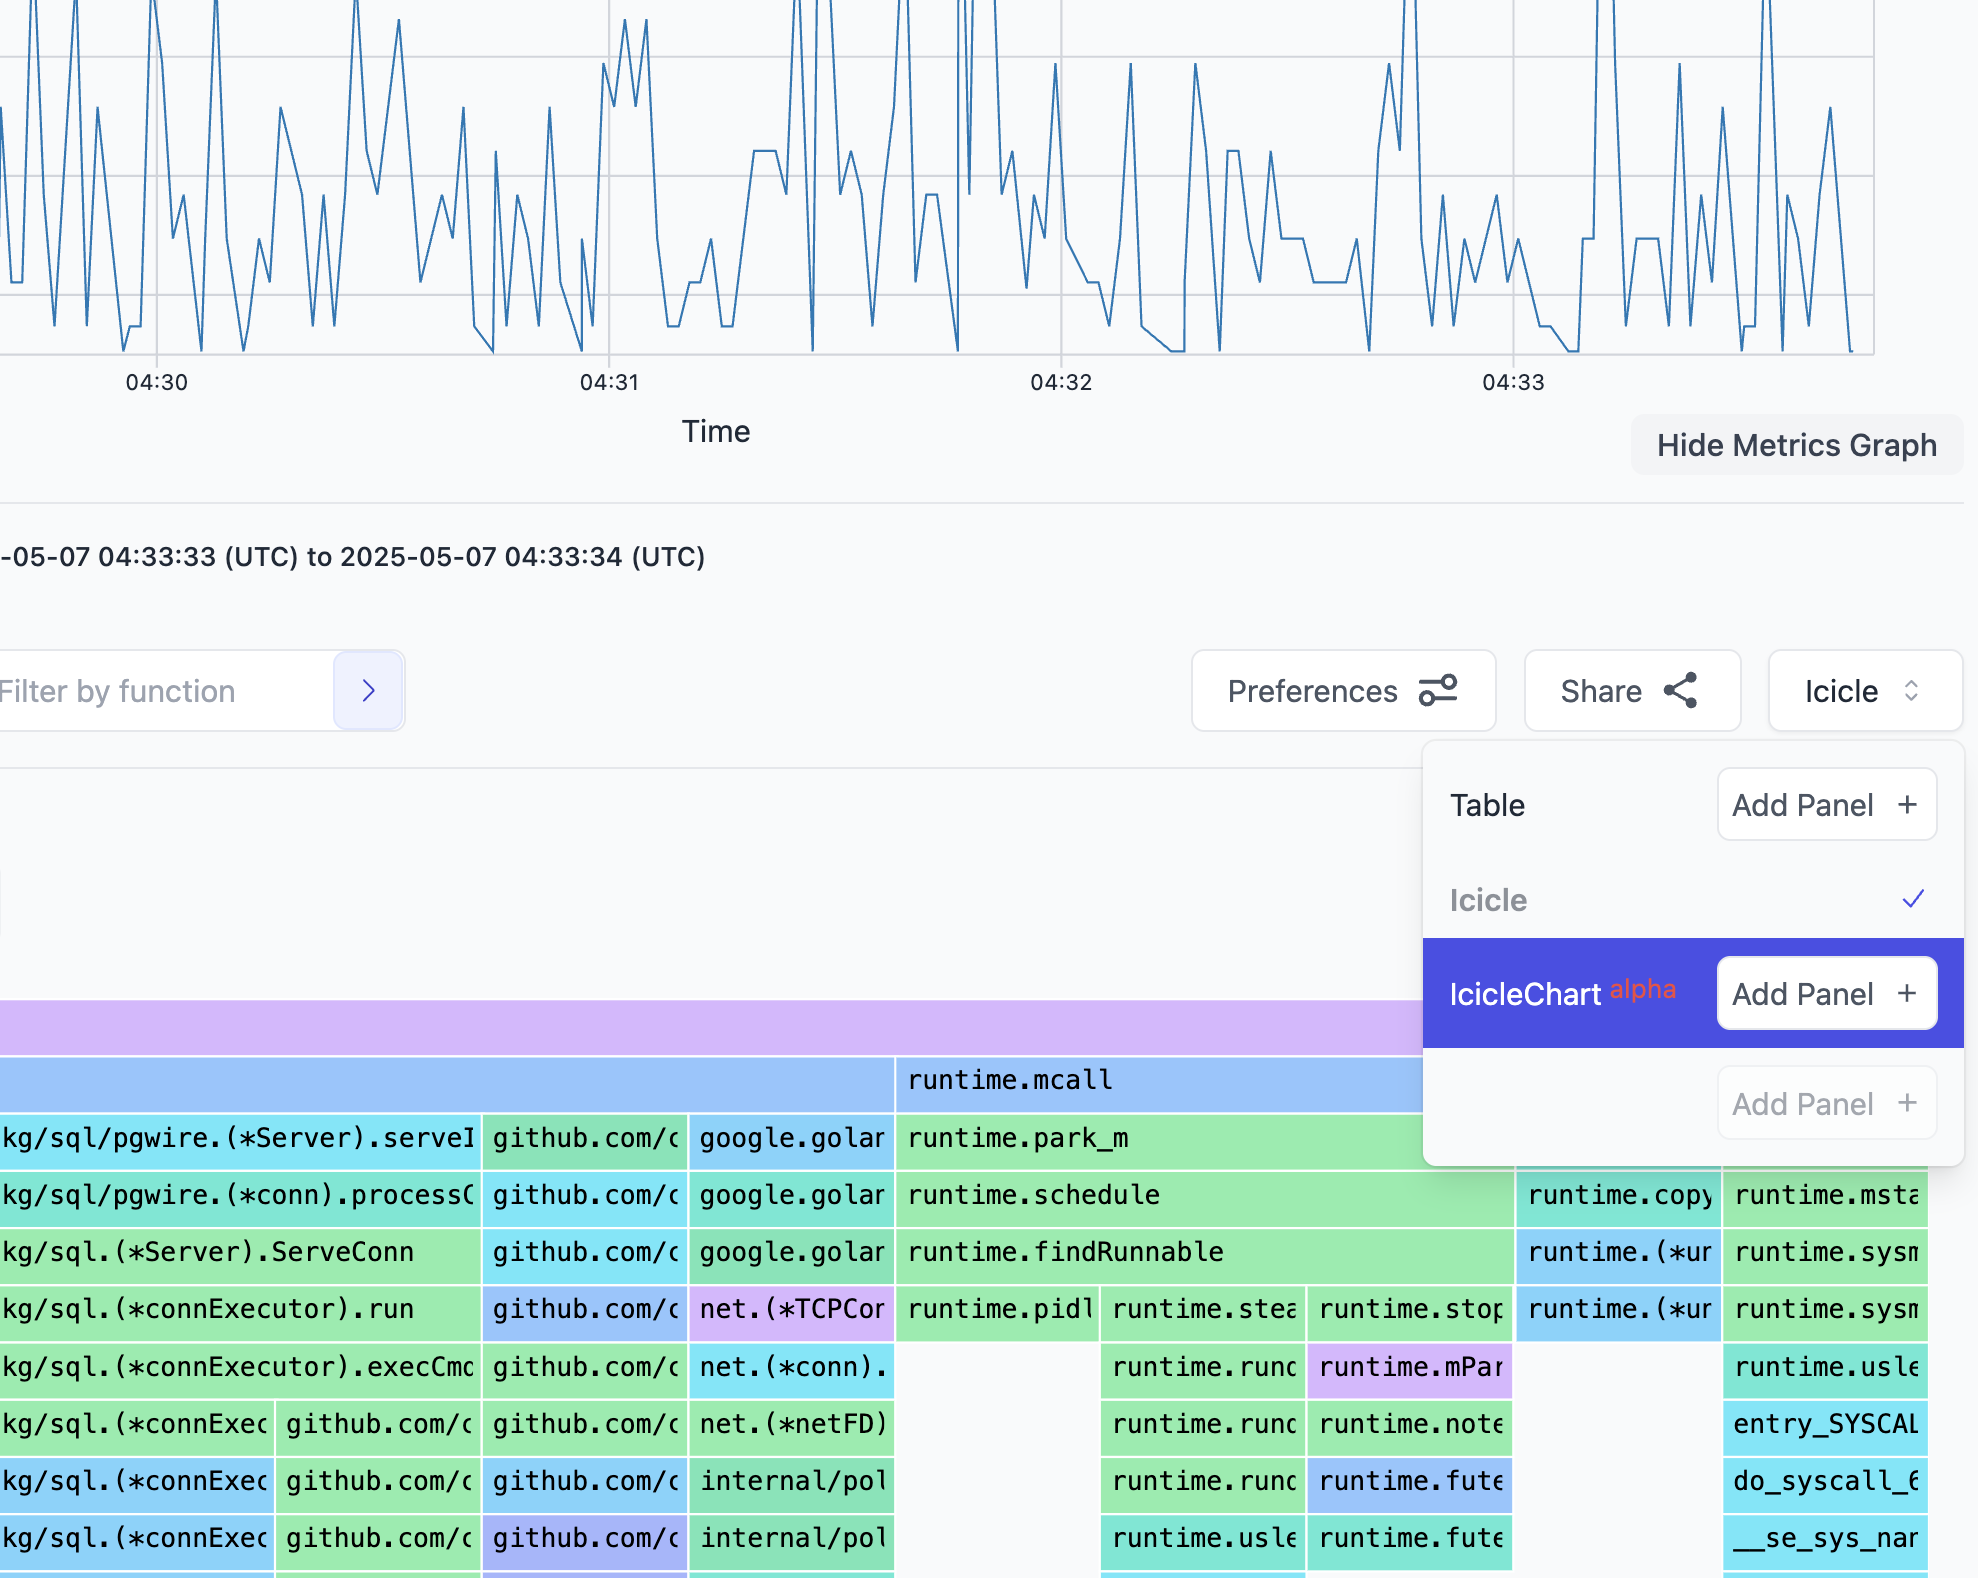 04:30 04:31 04:32 04:33
Time
Hide Metrics Graph
-05-07 04:33:33 (UTC) to 2025-05-07 04:33:34 (UTC)
Filter by function
Preferences
Share
Icicle
Table
Add Panel +
Icicle
IcicleChart alpha
Add Panel +
Add Panel +
runtime.mcall
kg/sql/pgwire.(*Server).serveI github.com/c google.golar runtime.park_m
kg/sql/pgwire.(*conn).processC github.com/c google.golar runtime.schedule runtime.copy runtime.msta
kg/sql.(*Server).ServeConn github.com/c google.golar runtime.findRunnable runtime.(*ur runtime.sysm
kg/sql.(*connExecutor).run github.com/c net.(*TCPCor runtime.pidl runtime.stea runtime.stop runtime.(*ur runtime.sysm
kg/sql.(*connExecutor).execCmd github.com/c net.(*conn). runtime.runq runtime.mPar runtime.usle
kg/sql.(*connExec github.com/c github.com/c net.(*netFD) runtime.runq runtime.note entry_SYSCAL
kg/sql.(*connExec github.com/c github.com/c internal/pol runtime.runq runtime.fute do_syscall_6
kg/sql.(*connExec github.com/c github.com/c internal/pol runtime.usle runtime.fute __se_sys_nar